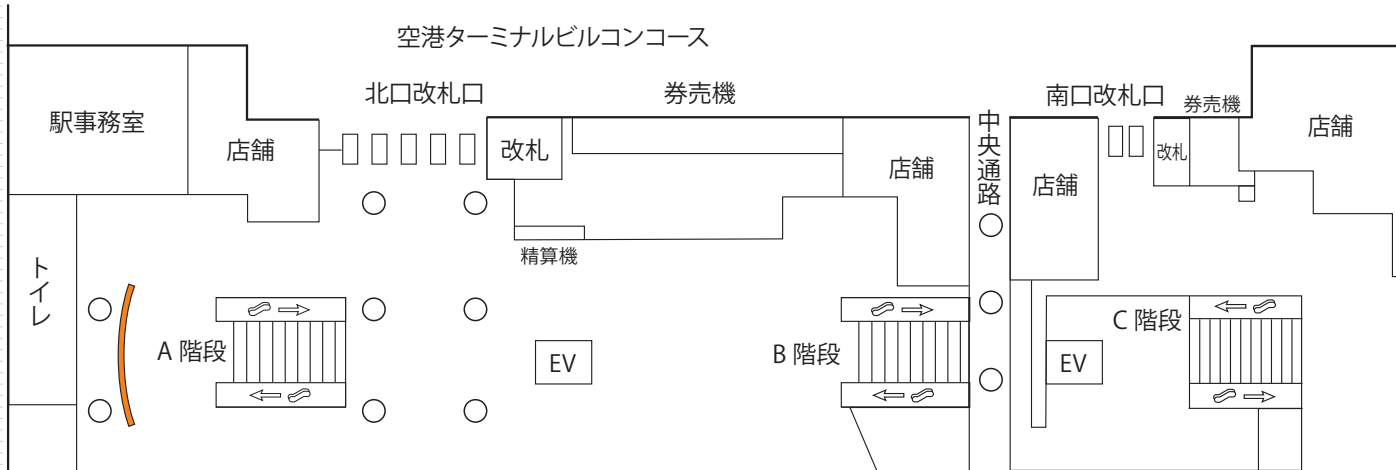 空港ターミナルビルコンコース
北口改札口
券売機
南口改札口
券売機
駅事務室
店舗
改札
店舗
中央通路
店舗
改札
店舗
精算機
トイレ
A 階段
EV
B 階段
C 階段
EV